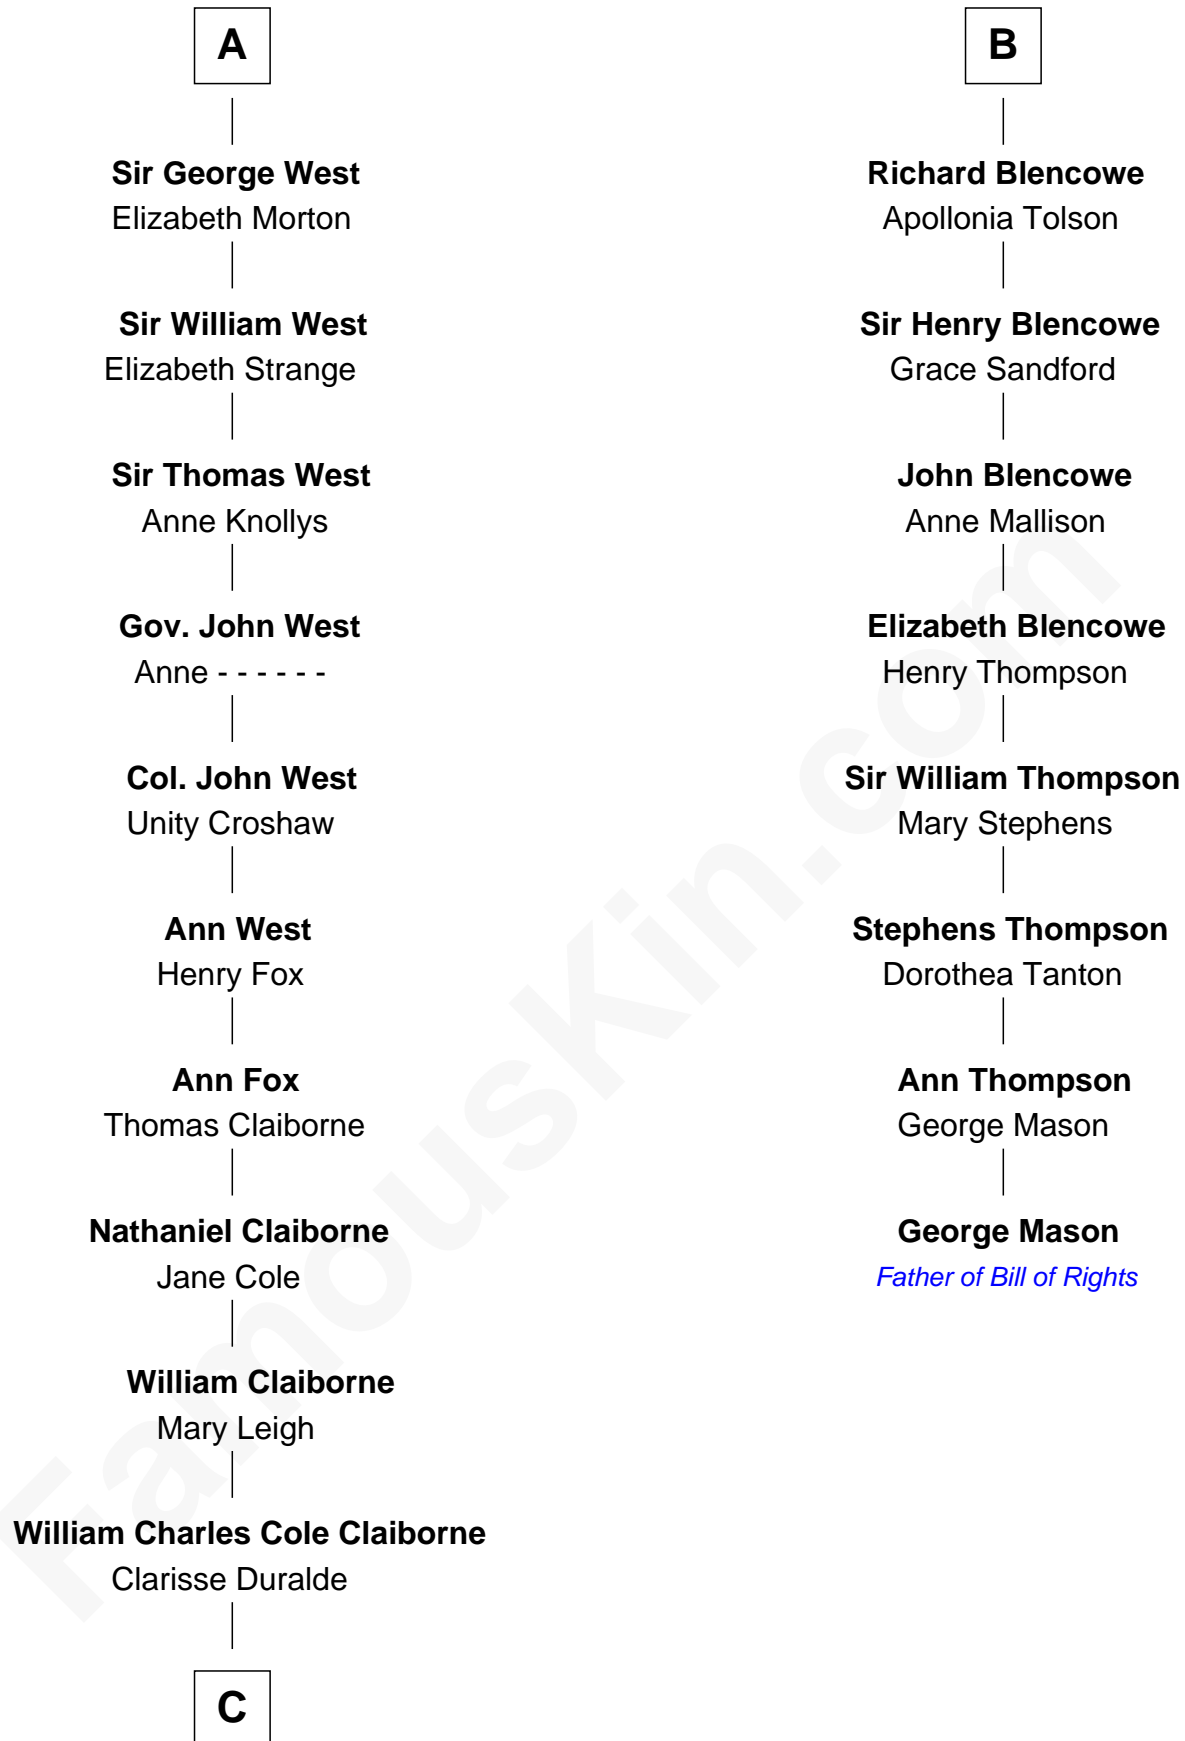 A
Sir George West
Elizabeth Morton
Sir William West
Elizabeth Strange
Sir Thomas West
Anne Knollys
Gov. John West
Anne - - - - - -
Col. John West
Unity Croshaw
Ann West
Henry Fox
Ann Fox
Thomas Claiborne
Nathaniel Claiborne
Jane Cole
William Claiborne
Mary Leigh
William Charles Cole Claiborne
Clarisse Duralde
C
B
Richard Blencowe
Apollonia Tolson
Sir Henry Blencowe
Grace Sandford
John Blencowe
Anne Mallison
Elizabeth Blencowe
Henry Thompson
Sir William Thompson
Mary Stephens
Stephens Thompson
Dorothea Tanton
Ann Thompson
George Mason
George Mason
Father of Bill of Rights
FamousKin.com